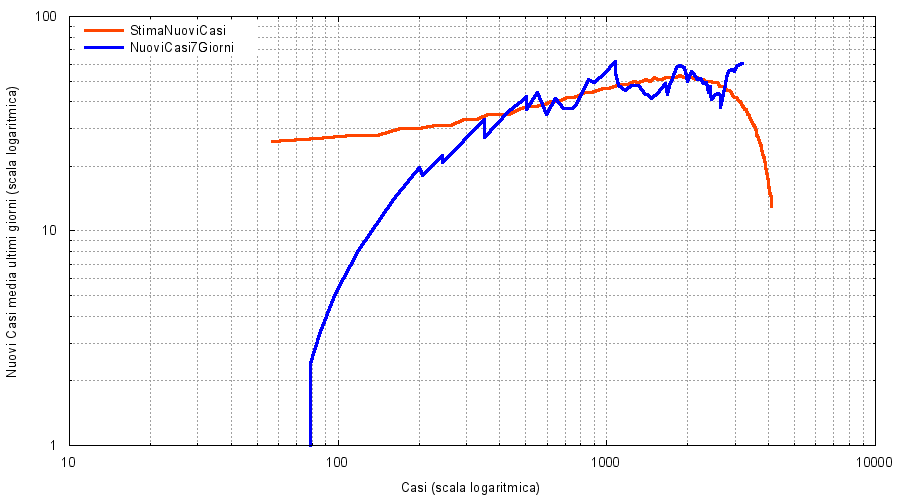 100
StimaNuoviCasi
NuoviCasi7Giorni
Nuovi Casi media ultimi giorni (scala logaritmica)
10
1
10 100 1000 10000
Casi (scala logaritmica)